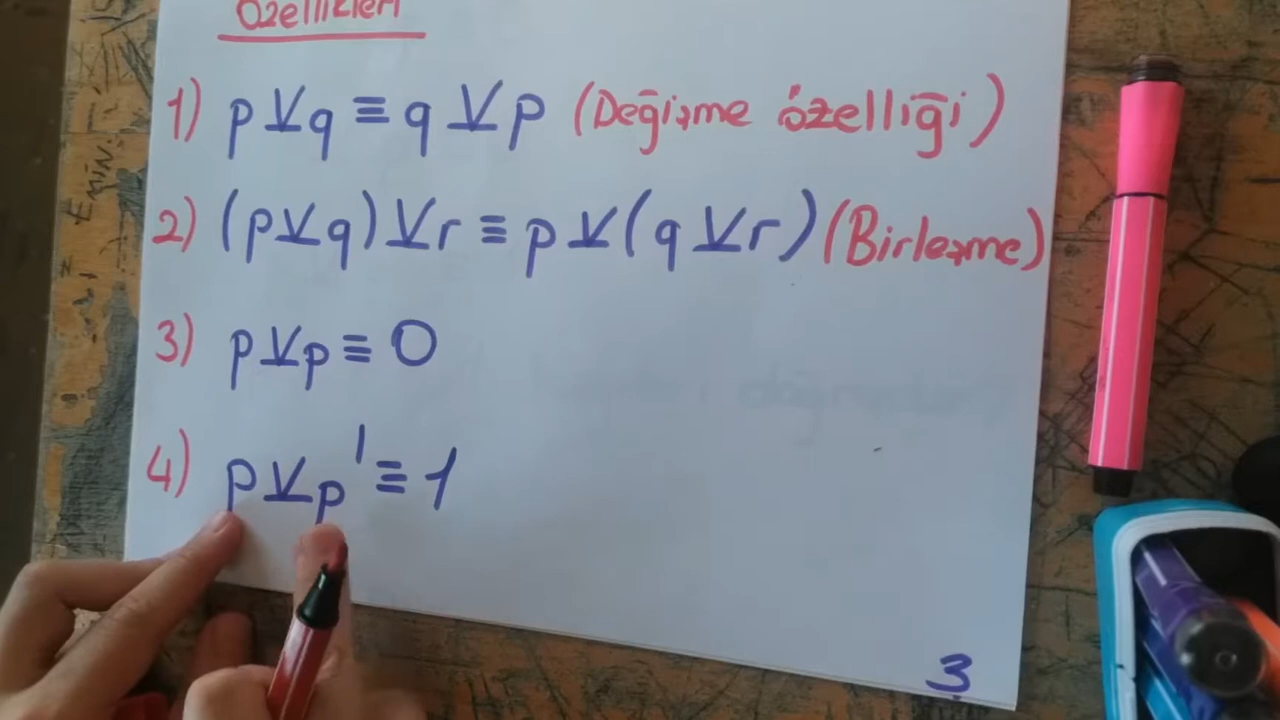 Özellikleri
1) p ⊻ q ≡ q ⊻ p (Değişme özelliği)
2) (p ⊻ q) ⊻ r ≡ p ⊻ (q ⊻ r) (Birleşme)
3) p ⊻ p ≡ 0
4) p ⊻ p' ≡ 1
3